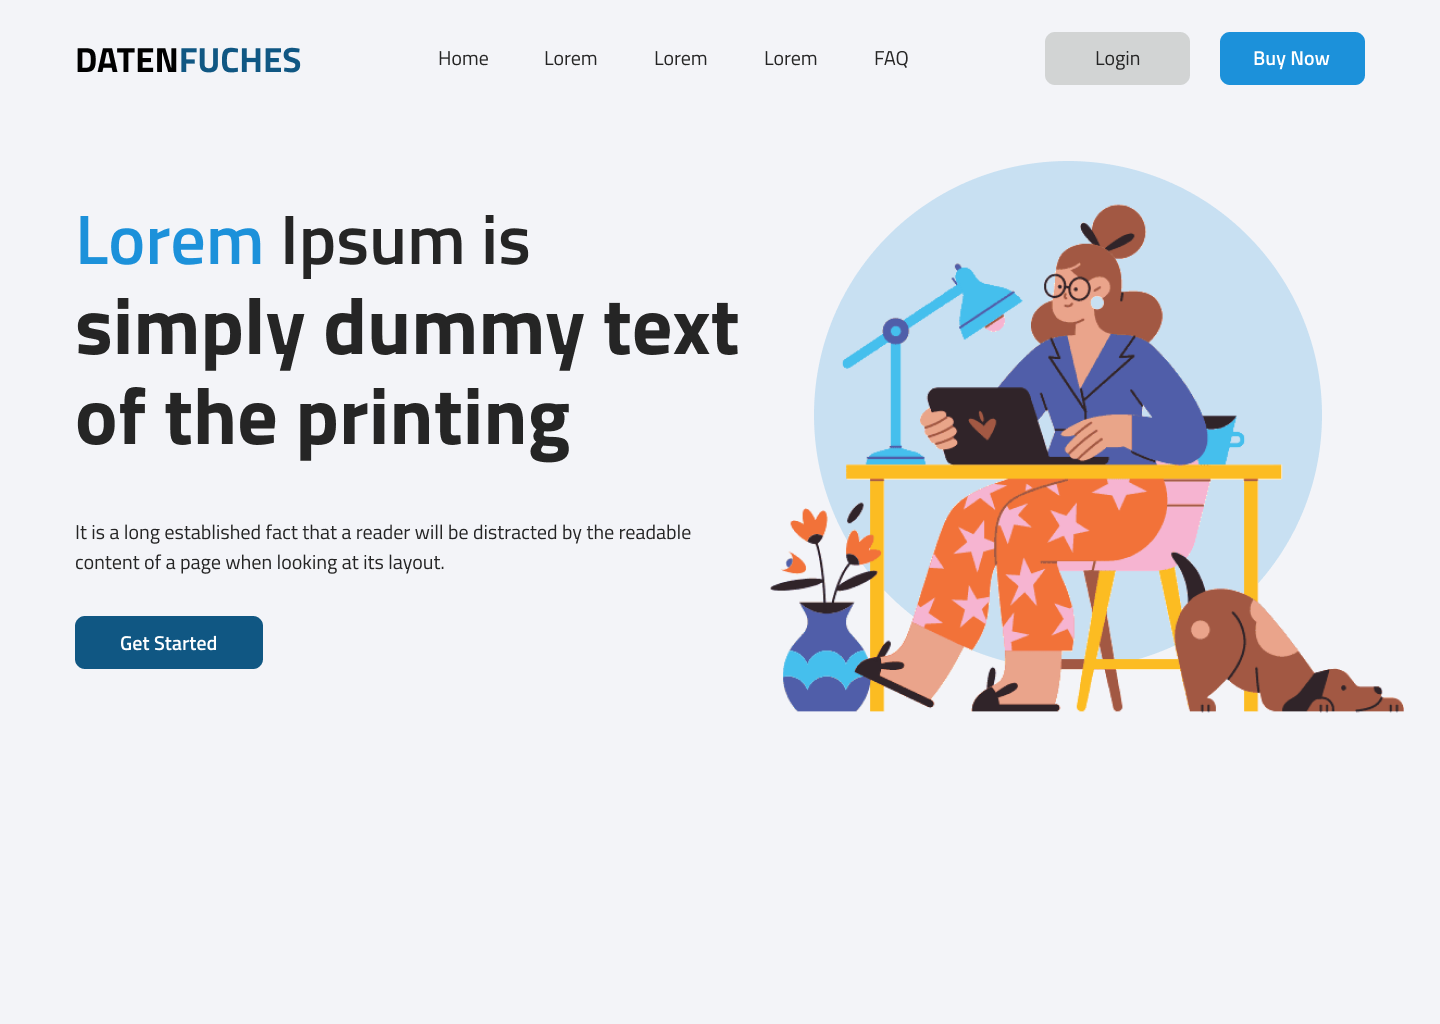 DATENFUCHES
Home Lorem Lorem Lorem FAQ Login Buy Now
Lorem Ipsum is
simply dummy text
of the printing
It is a long established fact that a reader will be distracted by the readable
content of a page when looking at its layout.
Get Started